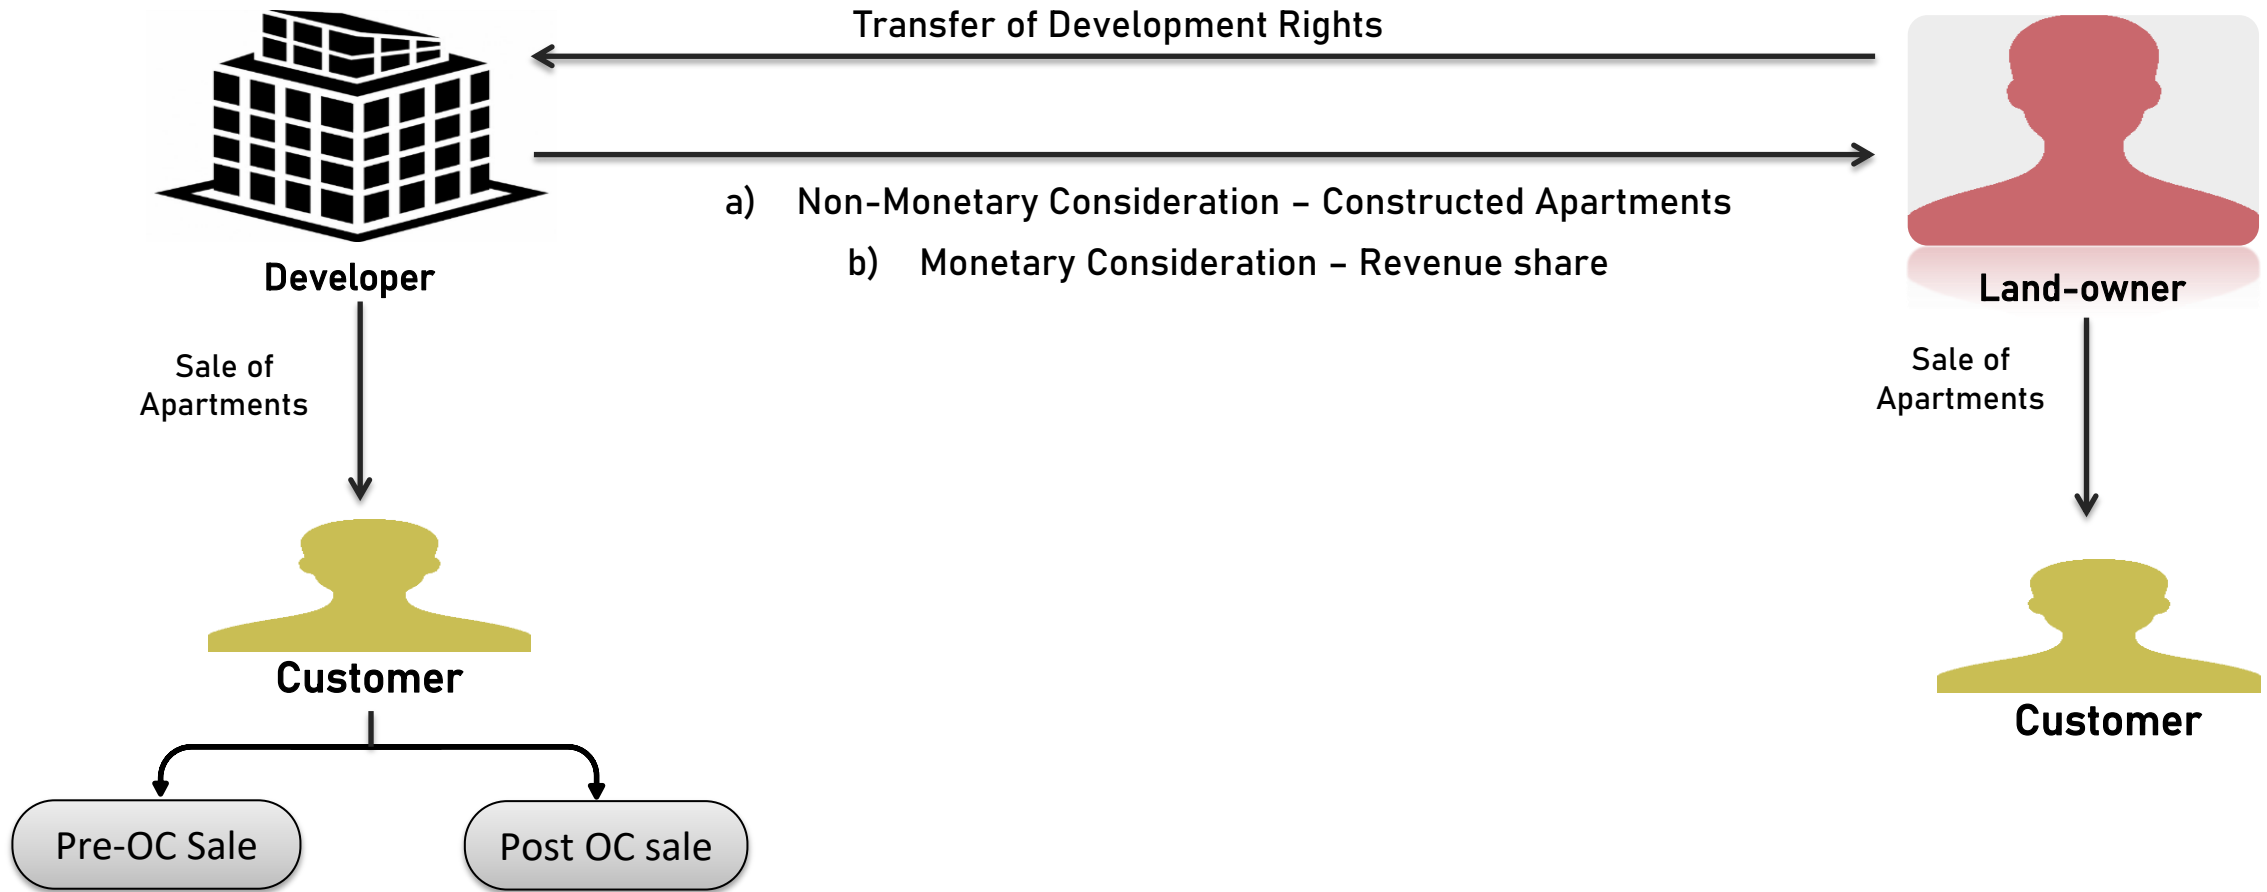 Transfer of Development Rights
a) Non-Monetary Consideration – Constructed Apartments
b) Monetary Consideration – Revenue share
Developer
Land-owner
Sale of
Apartments
Sale of
Apartments
Customer
Customer
Pre-OC Sale
Post OC sale